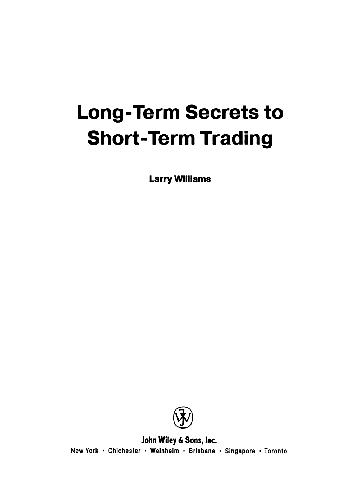 Long-Term Secrets to
Short-Term Trading
Larry Williams
John Wiley & Sons, Inc.
New York • Chichester • Weinheim • Brisbane • Singapore • Toronto